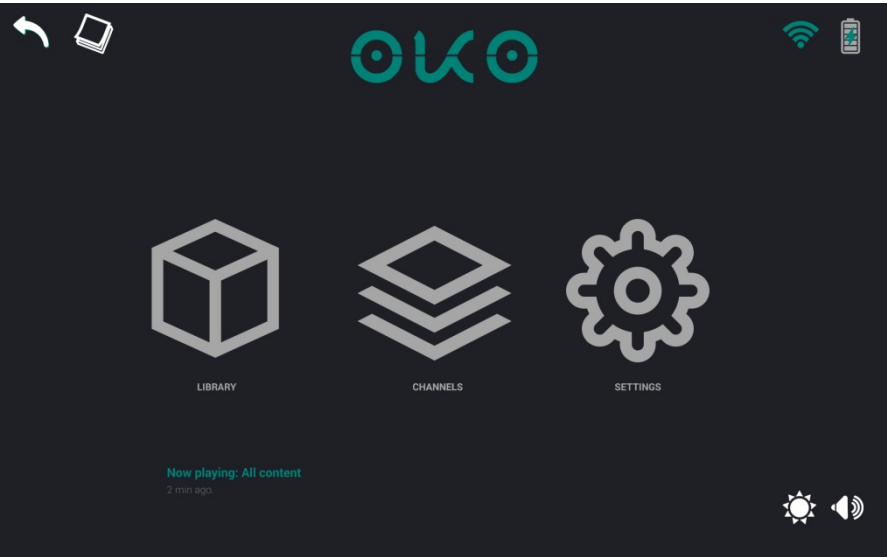 oko
LIBRARY
CHANNELS
SETTINGS
Now playing: All content
2 min ago.